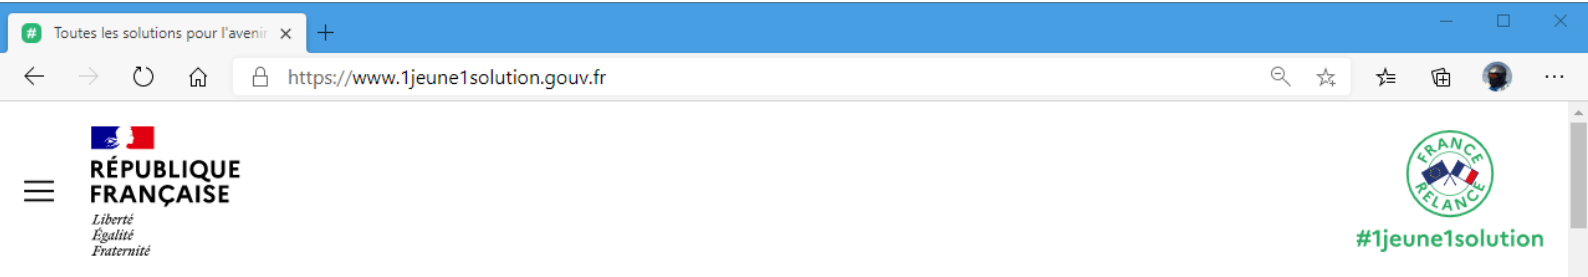 # Toutes les solutions pour l'avenir
https://www.1jeune1solution.gouv.fr
RÉPUBLIQUE
FRANÇAISE
Liberté
Égalité
Fraternité
FRANCE
RELANCE
#1jeune1solution